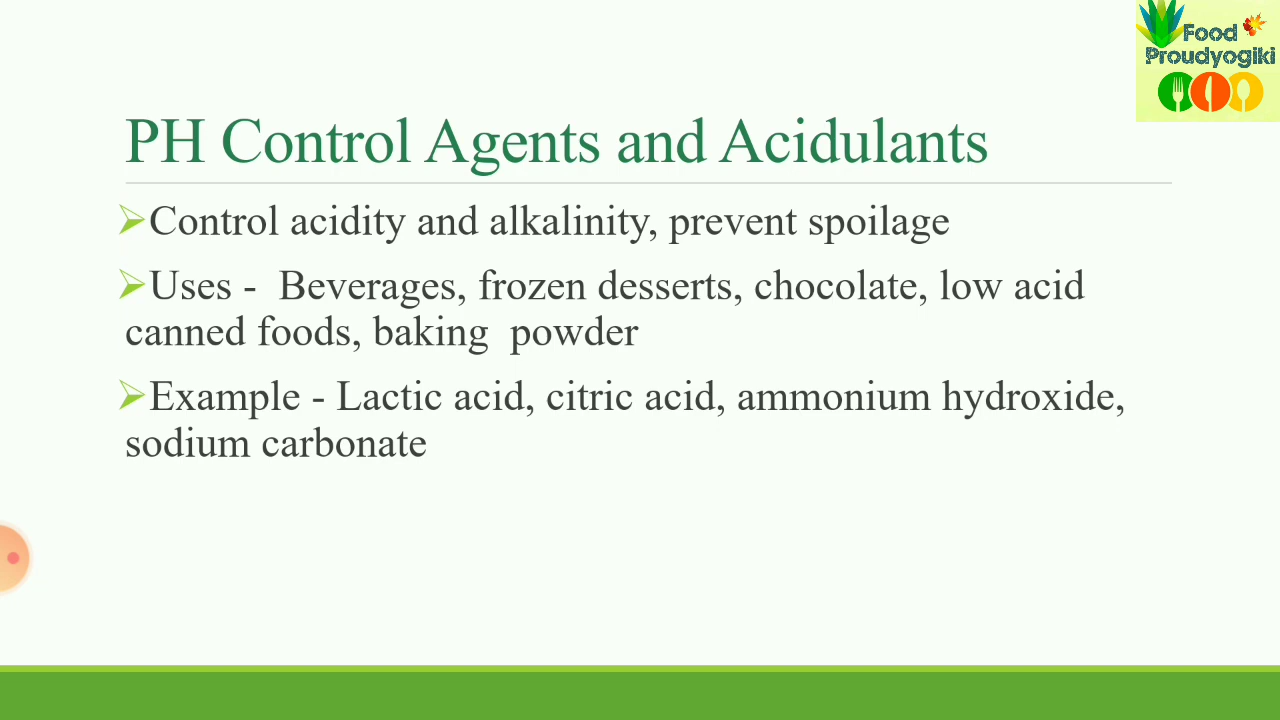 Food
Proudyogiki
PH Control Agents and Acidulants
➢Control acidity and alkalinity, prevent spoilage
➢Uses - Beverages, frozen desserts, chocolate, low acid
canned foods, baking powder
➢Example - Lactic acid, citric acid, ammonium hydroxide,
sodium carbonate